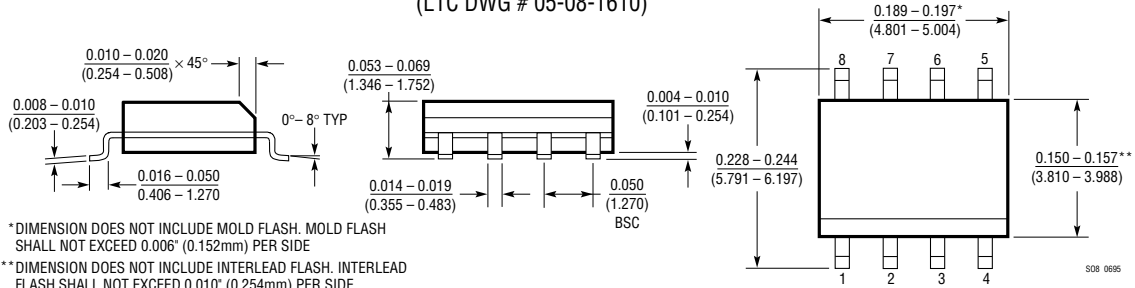 (LTC DWG # 05-08-1610)
0.189 – 0.197*
(4.801 – 5.004)
8 7 6 5
0.010 – 0.020
(0.254 – 0.508)
× 45°
0.053 – 0.069
(1.346 – 1.752)
0.008 – 0.010
(0.203 – 0.254)
0°– 8° TYP
0.004 – 0.010
(0.101 – 0.254)
0.228 – 0.244
(5.791 – 6.197)
0.150 – 0.157**
(3.810 – 3.988)
0.016 – 0.050
0.406 – 1.270
0.014 – 0.019
(0.355 – 0.483)
0.050
(1.270)
BSC
*DIMENSION DOES NOT INCLUDE MOLD FLASH. MOLD FLASH
SHALL NOT EXCEED 0.006" (0.152mm) PER SIDE
**DIMENSION DOES NOT INCLUDE INTERLEAD FLASH. INTERLEAD
FLASH SHALL NOT EXCEED 0.010" (0.254mm) PER SIDE
1 2 3 4
SO8 0695